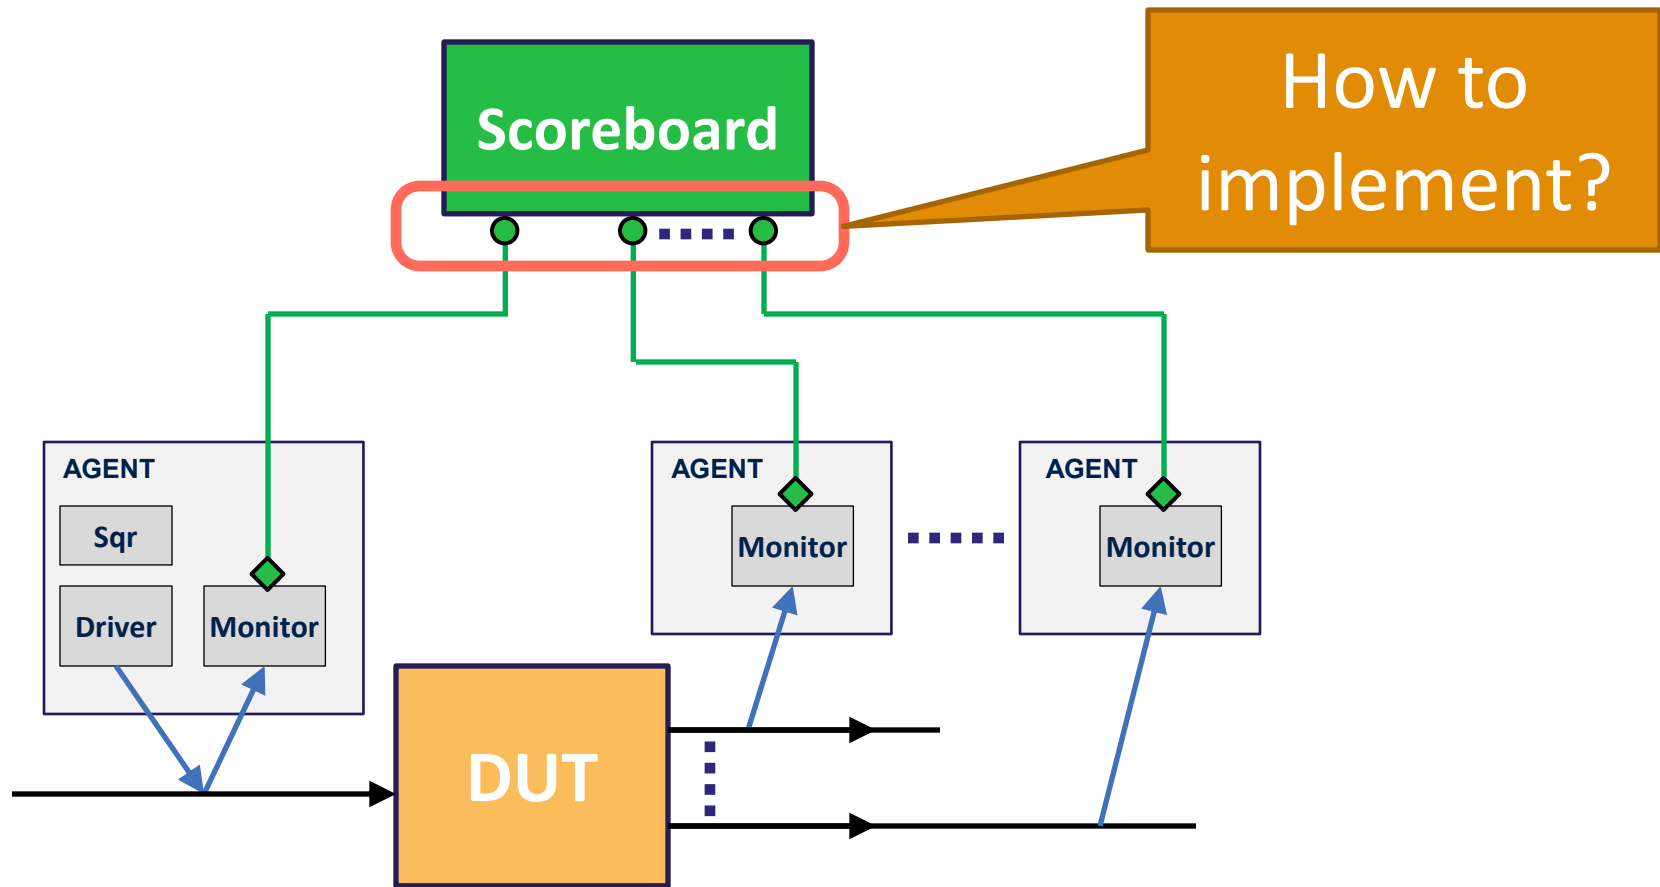 Scoreboard
How to
implement?
AGENT
Sqr
Driver
Monitor
AGENT
Monitor
AGENT
Monitor
DUT